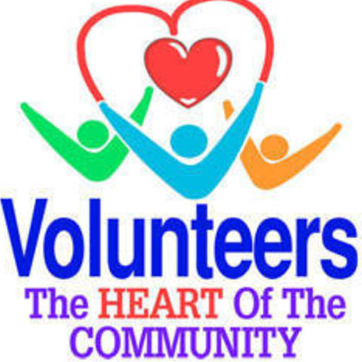 Volunteers
The HEART Of The
COMMUNITY